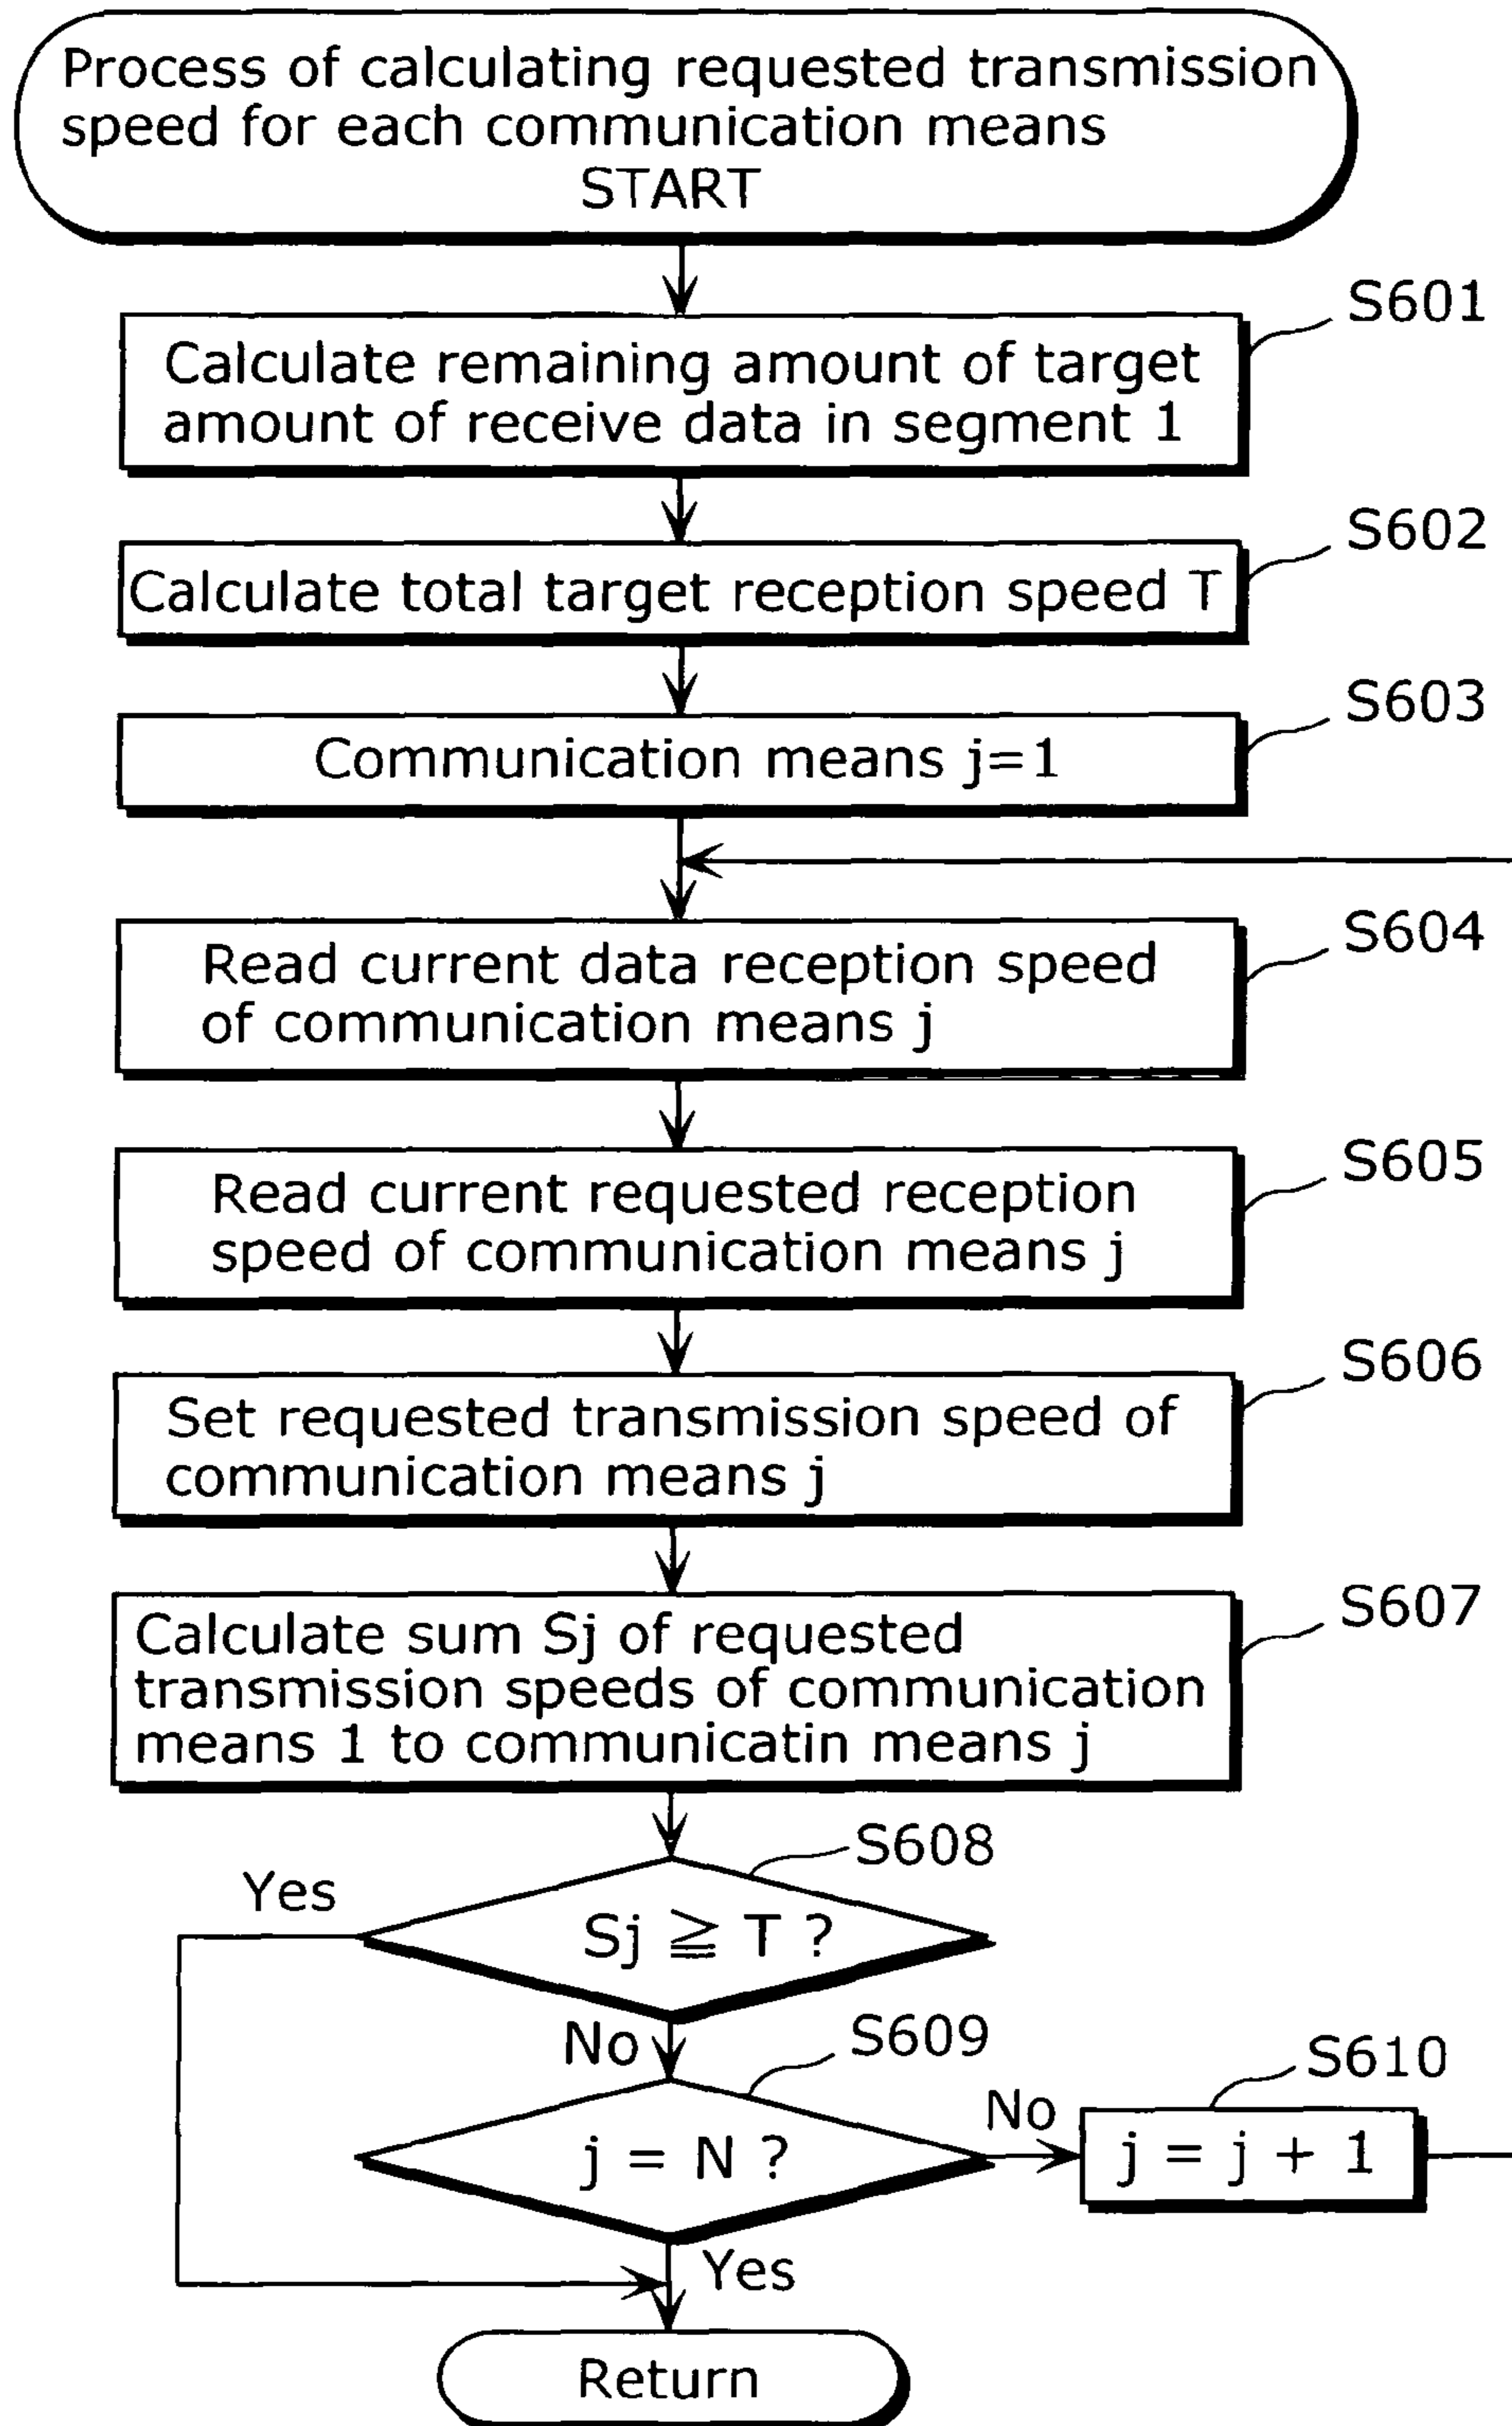 Process of calculating requested transmission
speed for each communication means
START
S601
Calculate remaining amount of target
amount of receive data in segment 1
S602
Calculate total target reception speed T
S603
Communication means j=1
S604
Read current data reception speed
of communication means j
S605
Read current requested reception
speed of communication means j
S606
Set requested transmission speed of
communication means j
S607
Calculate sum Sj of requested
transmission speeds of communication
means 1 to communicatin means j
S608
Yes
Sj ≧ T ?
No
S609
S610
No
j = N ?
j = j + 1
Yes
Return